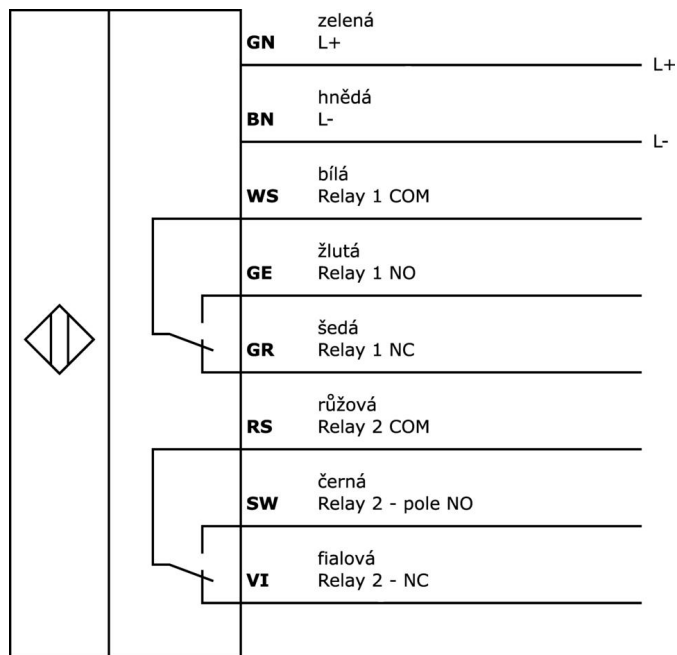 zelená
GN L+
L+
hnědá
BN L-
L-
bílá
WS Relay 1 COM
žlutá
GE Relay 1 NO
šedá
GR Relay 1 NC
růžová
RS Relay 2 COM
černá
SW Relay 2 - pole NO
fialová
VI Relay 2 - NC